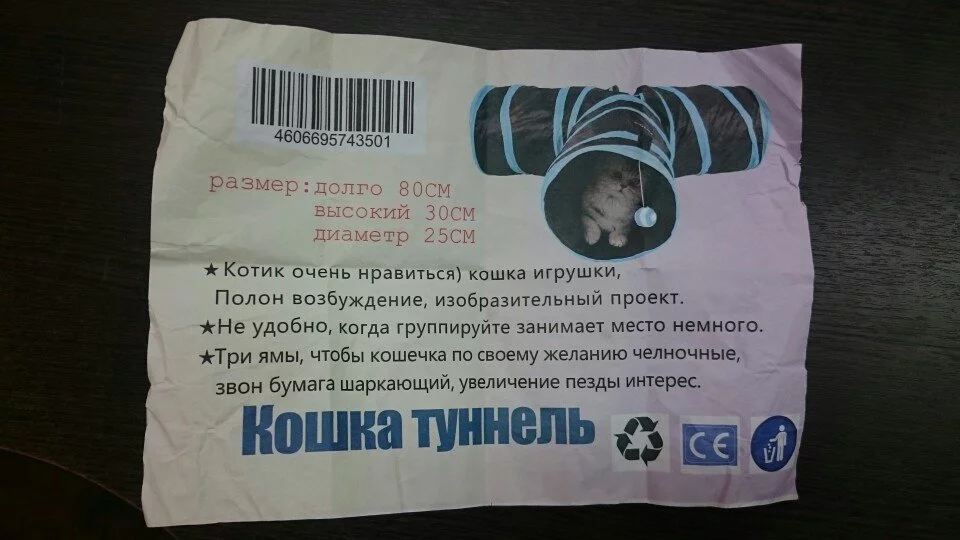 4606695743501
размер:долго 80СМ
высокий 30СМ
диаметр 25СМ
★Котик очень нравиться) кошка игрушки,
Полон возбуждение, изобразительный проект.
★Не удобно, когда группируйте занимает место немного.
★Три ямы, чтобы кошечка по своему желанию челночные,
звон бумага шаркающий, увеличение пезды интерес.
Кошка туннель
CE